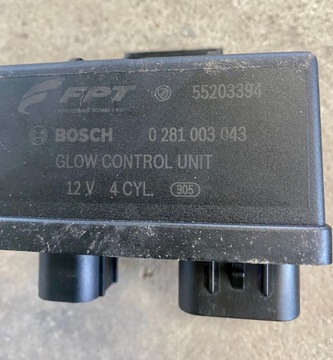 FPT 55203394
BOSCH 0 281 003 043
GLOW CONTROL UNIT
12 V 4 CYL. 905